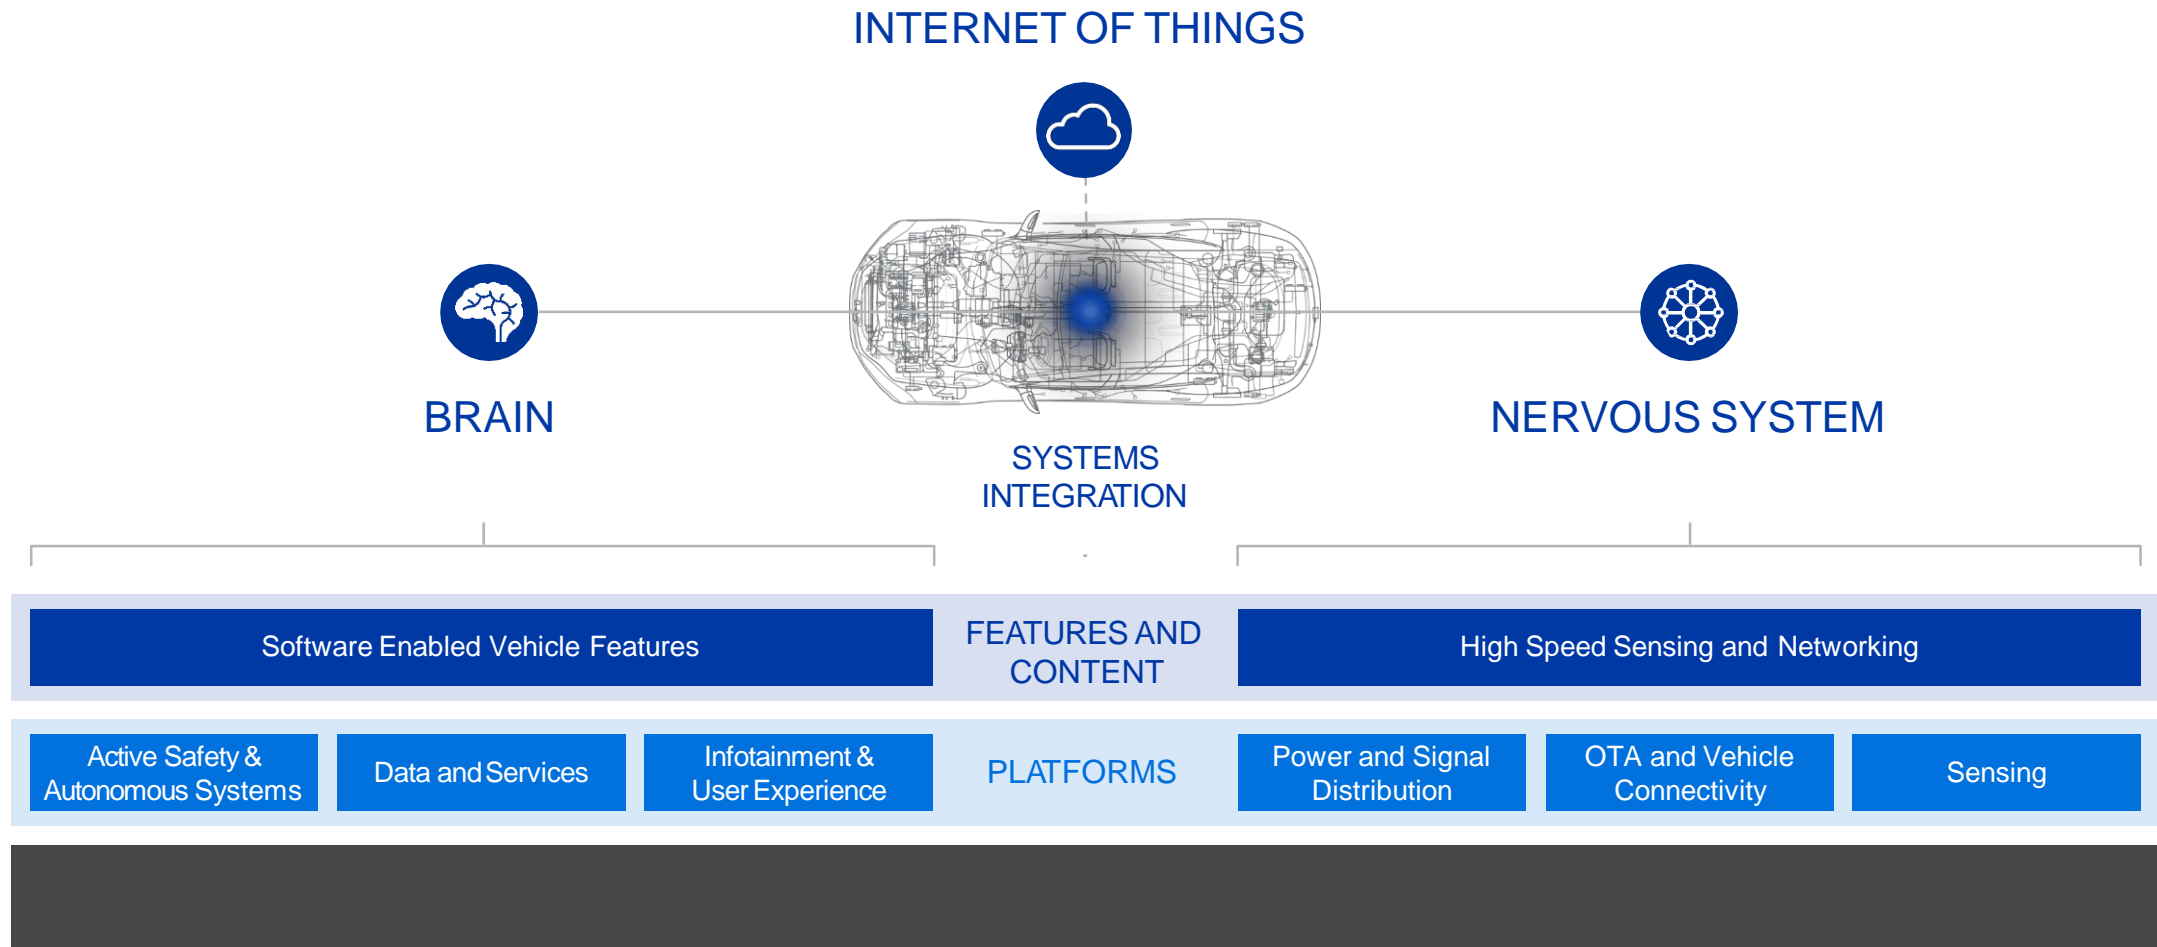 INTERNET OF THINGS
BRAIN
NERVOUS SYSTEM
SYSTEMS
INTEGRATION
Software Enabled Vehicle Features
FEATURES AND
CONTENT
High Speed Sensing and Networking
Active Safety &
Autonomous Systems
Data and Services
Infotainment &
User Experience
PLATFORMS
Power and Signal
Distribution
OTA and Vehicle
Connectivity
Sensing